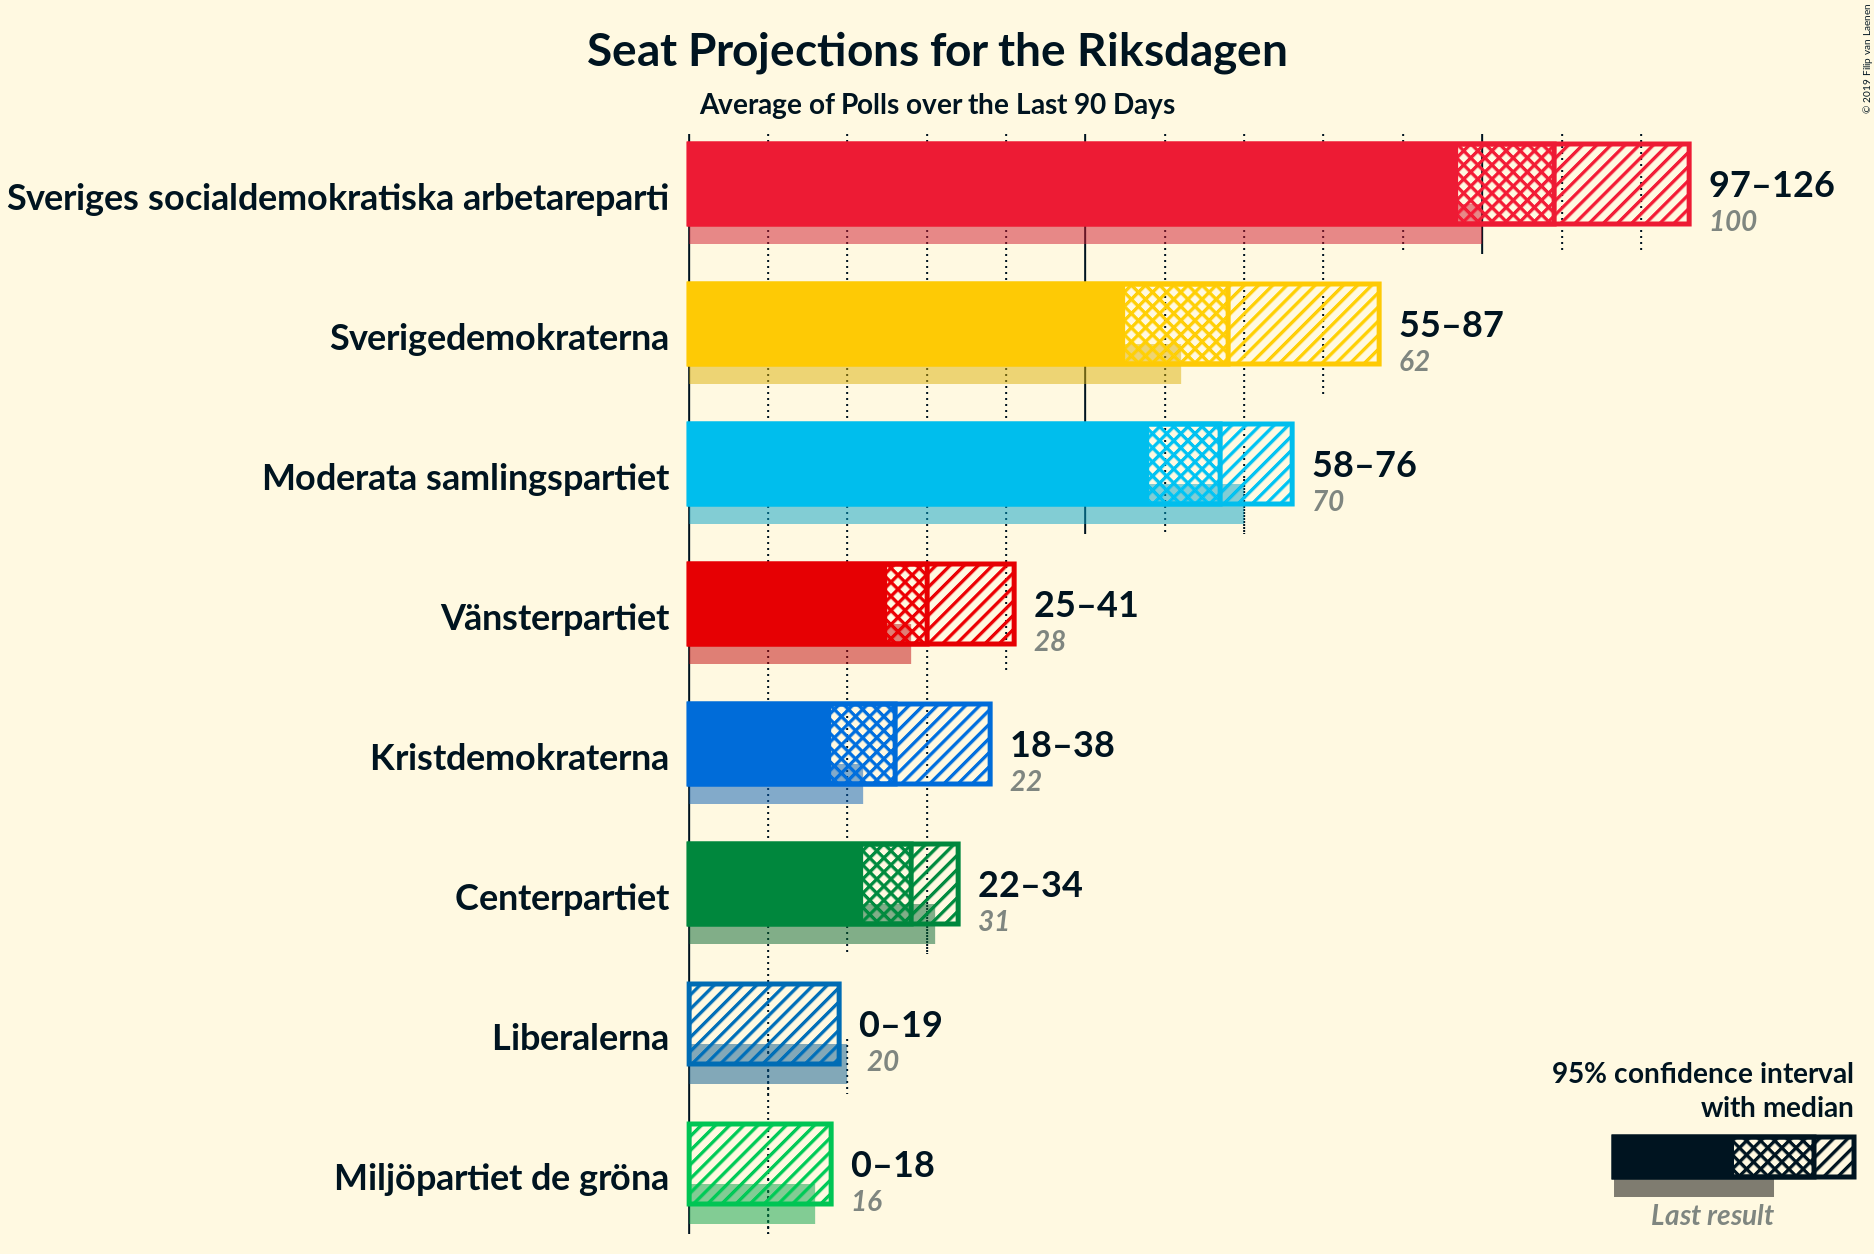 Seat Projections for the Riksdagen
Average of Polls over the Last 90 Days
© 2019 Filip van Laenen
Sveriges socialdemokratiska arbetareparti
97–126
100
Sverigedemokraterna
55–87
62
Moderata samlingspartiet
58–76
70
Vänsterpartiet
25–41
28
Kristdemokraterna
18–38
22
Centerpartiet
22–34
31
Liberalerna
0–19
20
Miljöpartiet de gröna
0–18
16
95% confidence interval
with median
Last result